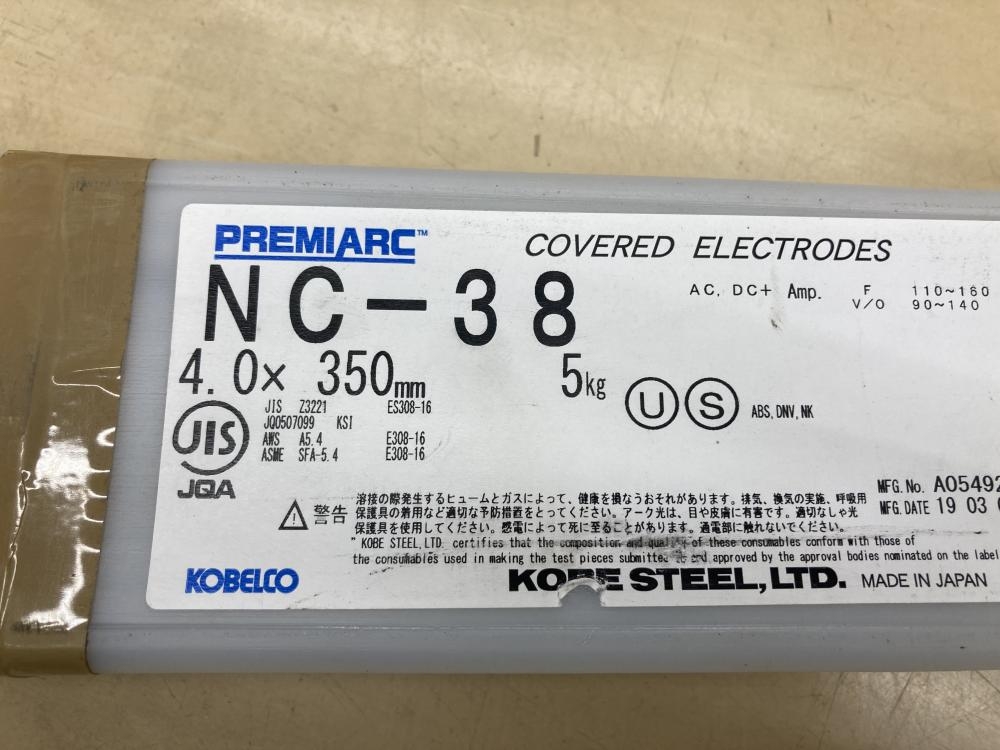 PREMIARC™
COVERED ELECTRODES
NC-38
AC, DC+ Amp. F 110~160
V/O 90~140
4.0× 350mm
5kg
U S ABS, DNV, NK
JIS Z3221 ES308-16
JQ0507099 KSI
AWS A5.4 E308-16
ASME SFA-5.4 E308-16
JIS
JQA
MFG. No. A05492
MFG. DATE 19 03
警告
溶接の際発生するヒュームとガスによって、健康を損なうおそれがあります。排気、換気の実施、呼吸用
保護具の着用など適切な予防措置をとってください。アーク光は、目や皮膚に有害です。適切なしゃ光
保護具を使用してください。感電によって死に至ることがあります。通電部に触れないでください。
" KOBE STEEL, LTD. certifies that the composition and quality of these consumables conform with those of
the consumables used in making the test pieces submitted and approved by the approval bodies nominated on the label
KOBELCO
KOBE STEEL, LTD. MADE IN JAPAN